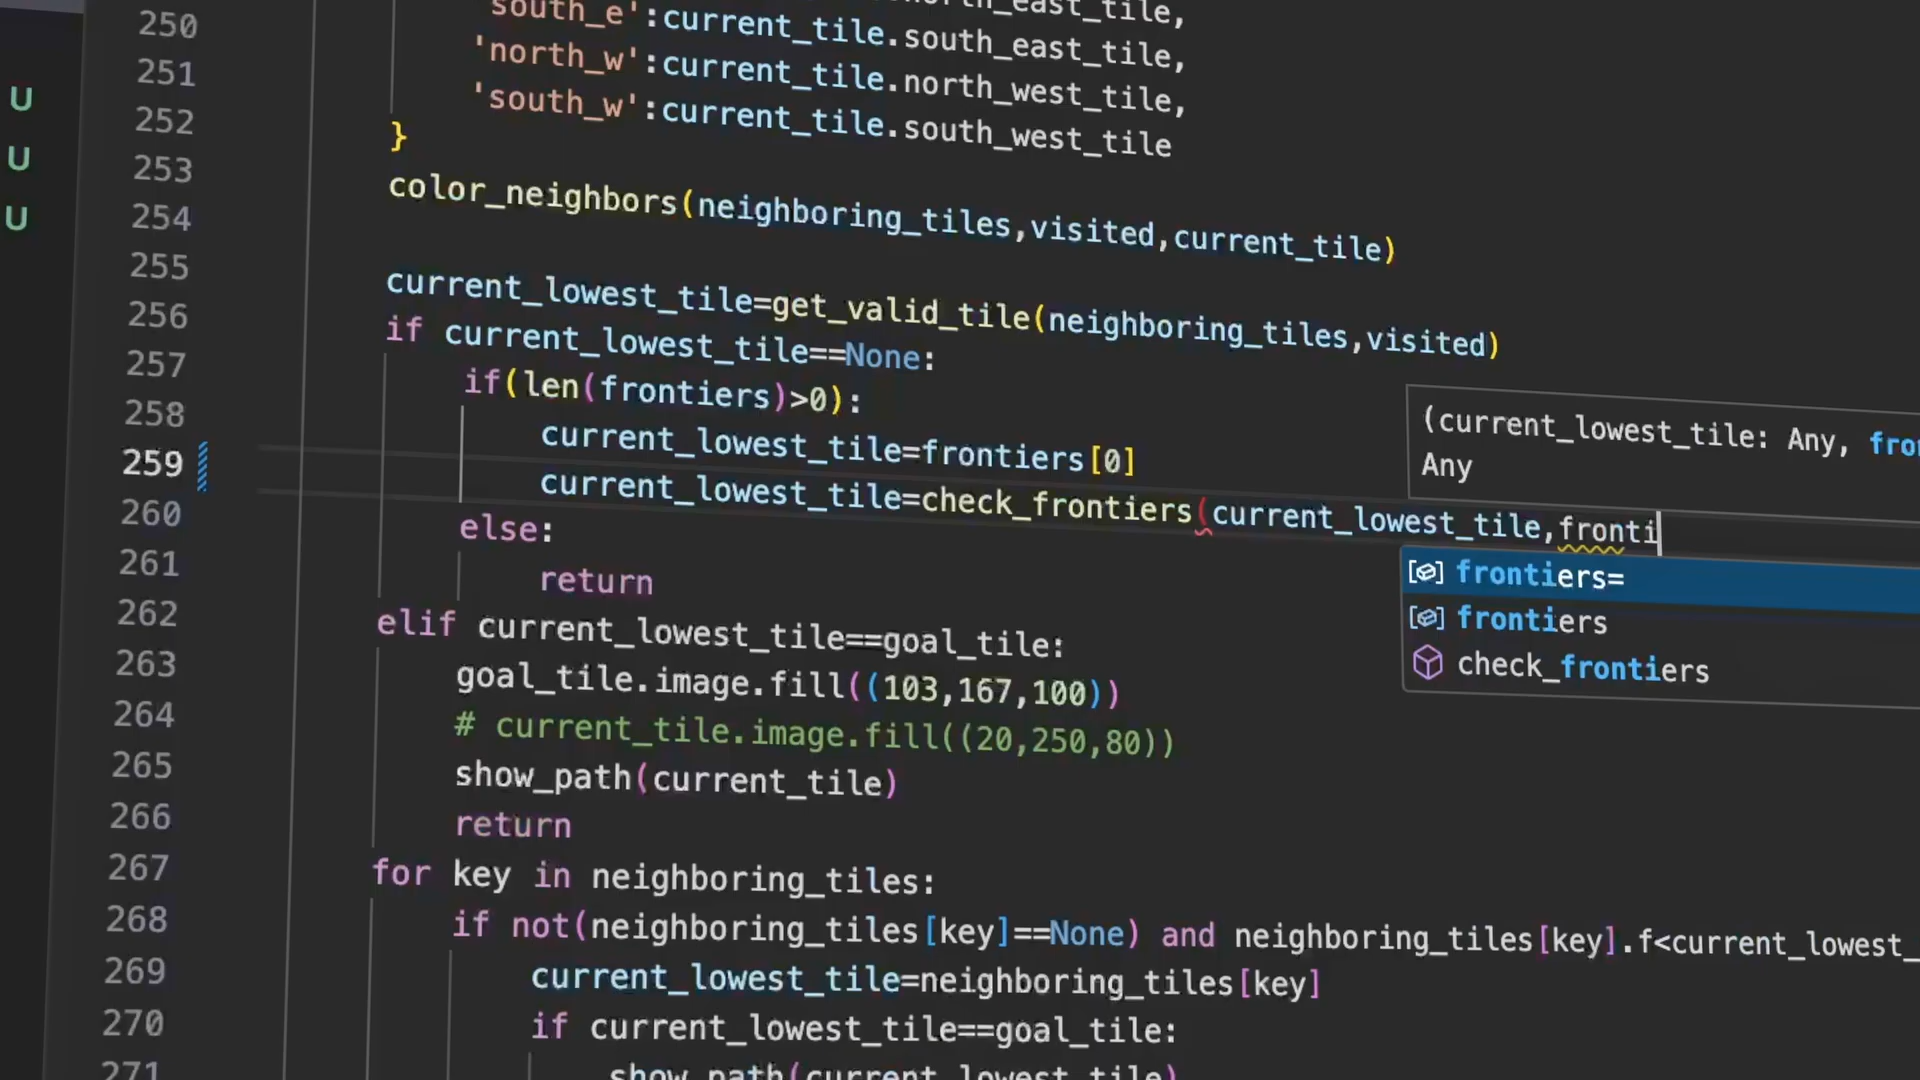 north_east_tile,
'south_e':current_tile.south_east_tile,
250 'north_w':current_tile.north_west_tile,
251 'south_w':current_tile.south_west_tile
U
252 }
U
253 color_neighbors(neighboring_tiles,visited,current_tile)
U
254
255 current_lowest_tile=get_valid_tile(neighboring_tiles,visited)
256 if current_lowest_tile==None:
257 if(len(frontiers)>0):
258 current_lowest_tile=frontiers[0]
(current_lowest_tile: Any, fro
Any
259 current_lowest_tile=check_frontiers(current_lowest_tile,fronti
frontiers=
frontiers
check_frontiers
260 else:
261 return
262 elif current_lowest_tile==goal_tile:
263 goal_tile.image.fill((103,167,100))
264 # current_tile.image.fill((20,250,80))
265 show_path(current_tile)
266 return
267 for key in neighboring_tiles:
268 if not(neighboring_tiles[key]==None) and neighboring_tiles[key].f<current_lowest_
269 current_lowest_tile=neighboring_tiles[key]
270 if current_lowest_tile==goal_tile:
271 show_path(current_lowest_tile)